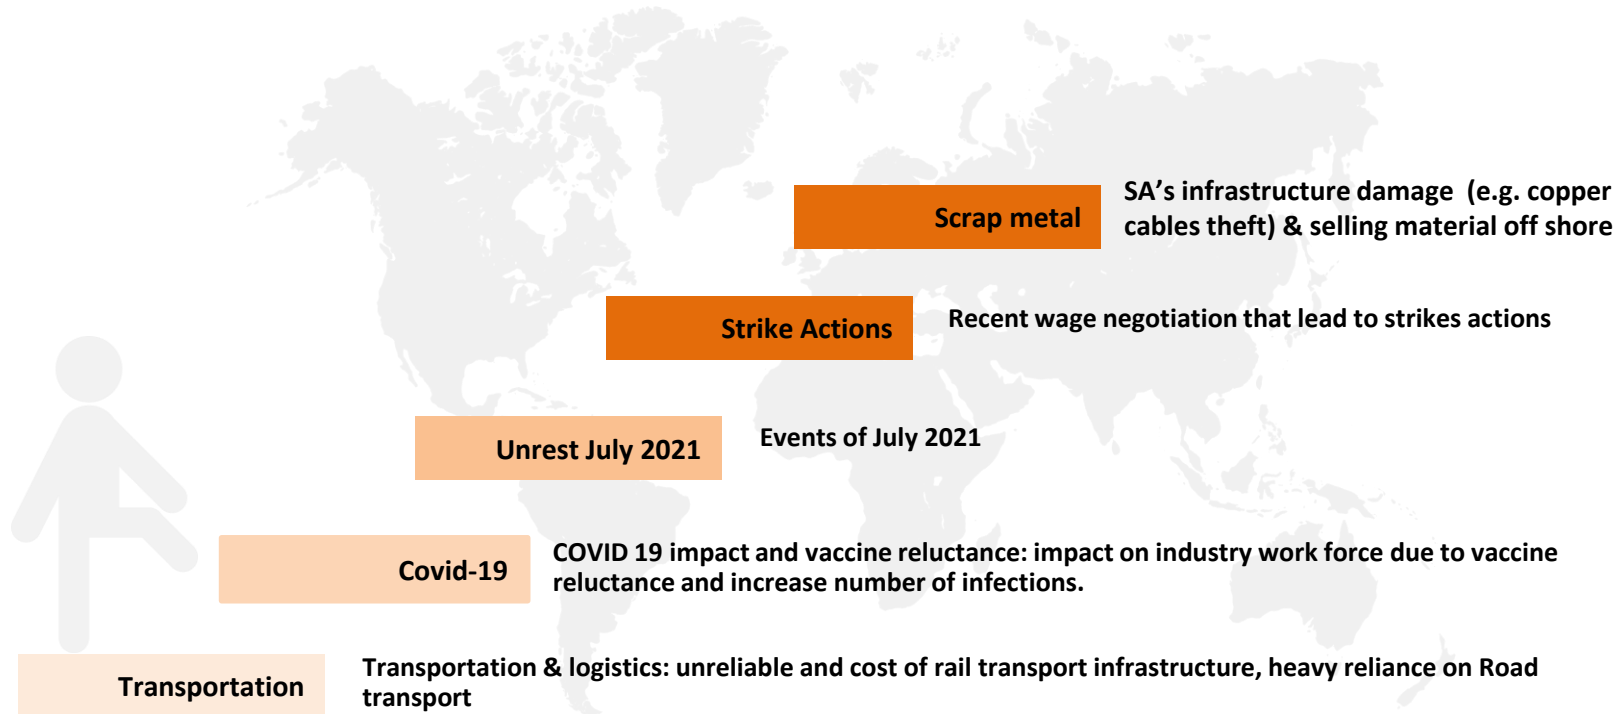 Scrap metal
SA’s infrastructure damage  (e.g. copper
cables theft) & selling material off shore
Strike Actions
Recent wage negotiation that lead to strikes actions
Unrest July 2021
Events of July 2021
Covid-19
COVID 19 impact and vaccine reluctance: impact on industry work force due to vaccine
reluctance and increase number of infections.
Transportation
Transportation & logistics: unreliable and cost of rail transport infrastructure, heavy reliance on Road
transport